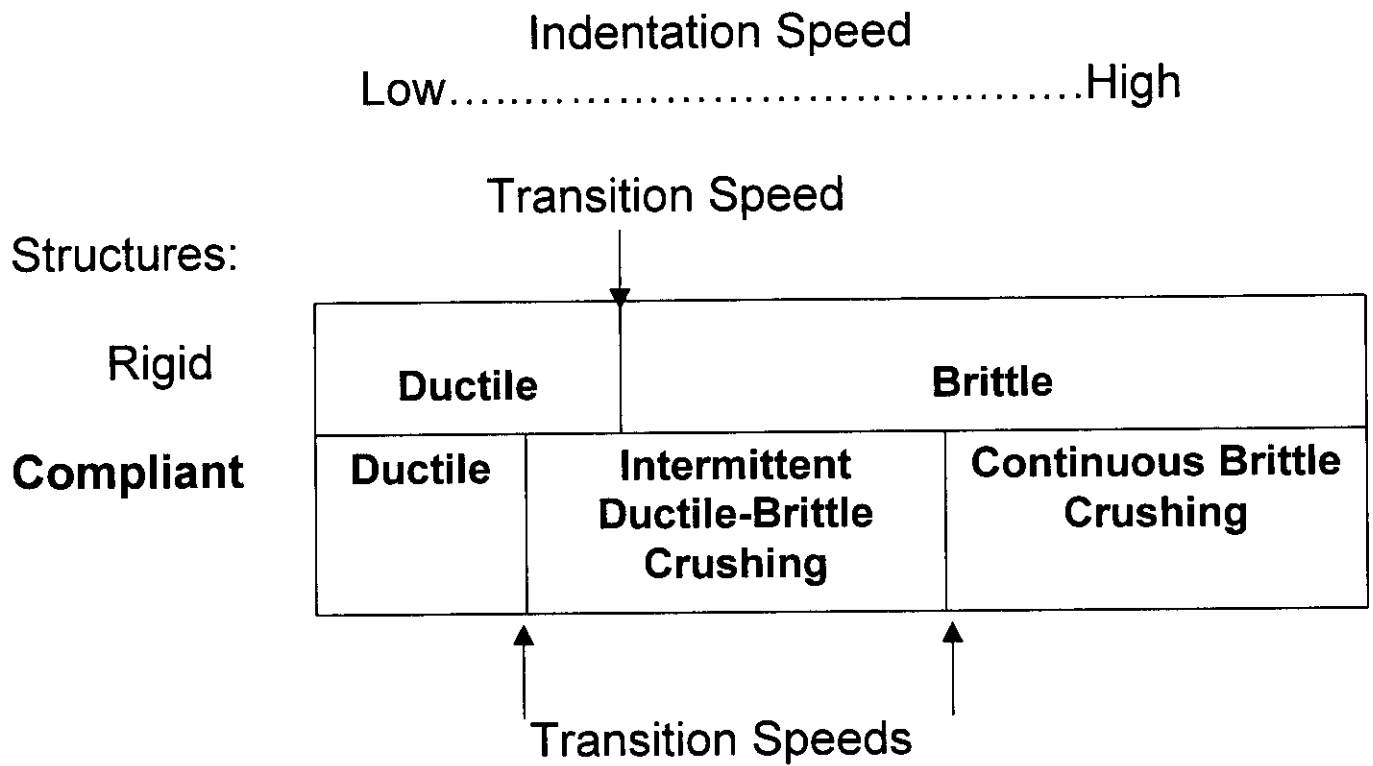 Indentation Speed
Low……………………………………High
Transition Speed
Structures:
Rigid
Ductile
Brittle
Compliant
Ductile
Intermittent
Ductile-Brittle
Crushing
Continuous Brittle
Crushing
Transition Speeds